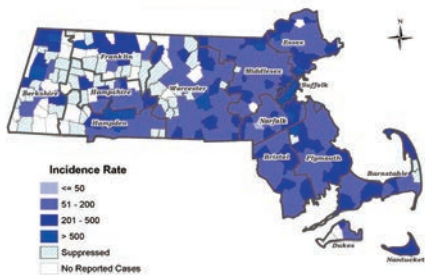 N
Essex
Franklin
Middlesex
Suffolk
Berkshire
Hampshire
Worcester
Norfolk
Hampden
Bristol
Plymouth
Barnstable
Dukes
Nantucket
Incidence Rate
<= 50
51 - 200
201 - 500
> 500
Suppressed
No Reported Cases